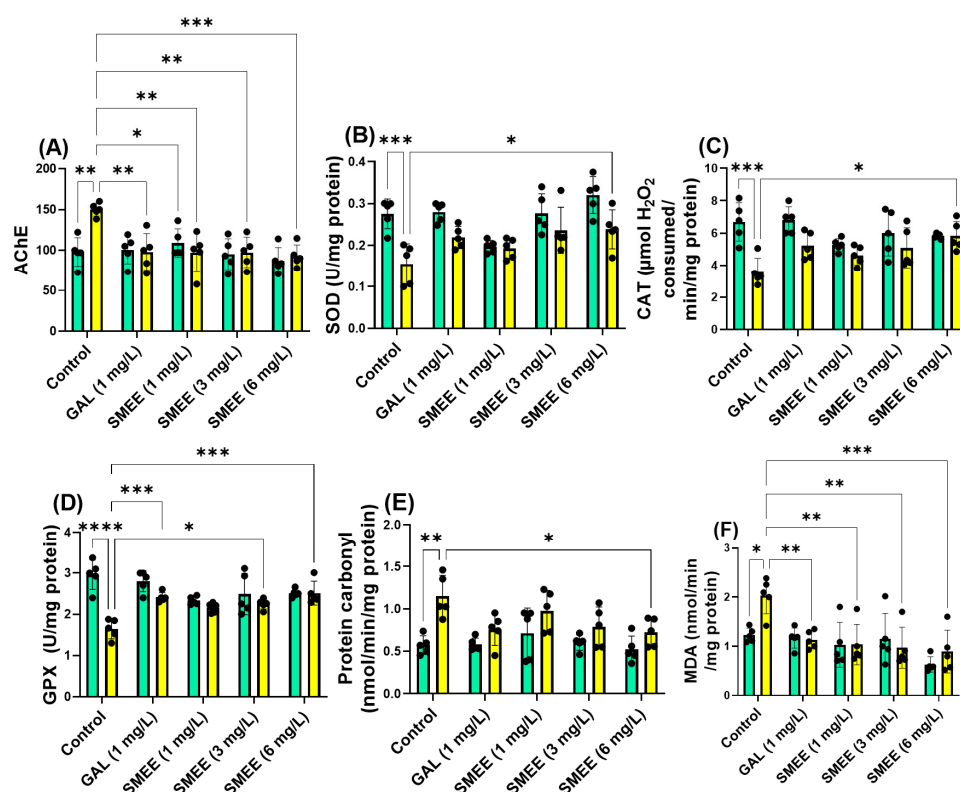 (A)
AChE
200
150
100
50
0
**
**
*
**
**
***
Control
GAL (1 mg/L)
SMEE (1 mg/L)
SMEE (3 mg/L)
SMEE (6 mg/L)
(B)
SOD (U/mg protein)
0.4
0.3
0.2
0.1
0.0
***
*
Control
GAL (1 mg/L)
SMEE (1 mg/L)
SMEE (3 mg/L)
SMEE (6 mg/L)
(C)
CAT (µmol H₂O₂
consumed/
min/mg protein)
10
8
6
4
2
0
***
*
Control
GAL (1 mg/L)
SMEE (1 mg/L)
SMEE (3 mg/L)
SMEE (6 mg/L)
(D)
GPX (U/mg protein)
4
3
2
1
0
****
***
*
***
Control
GAL (1 mg/L)
SMEE (1 mg/L)
SMEE (3 mg/L)
SMEE (6 mg/L)
(E)
Protein carbonyl
(nmol/min/mg protein)
2.0
1.5
1.0
0.5
0.0
**
*
Control
GAL (1 mg/L)
SMEE (1 mg/L)
SMEE (3 mg/L)
SMEE (6 mg/L)
(F)
MDA (nmol/min
/mg protein)
3
2
1
0
*
**
**
**
***
Control
GAL (1 mg/L)
SMEE (1 mg/L)
SMEE (3 mg/L)
SMEE (6 mg/L)